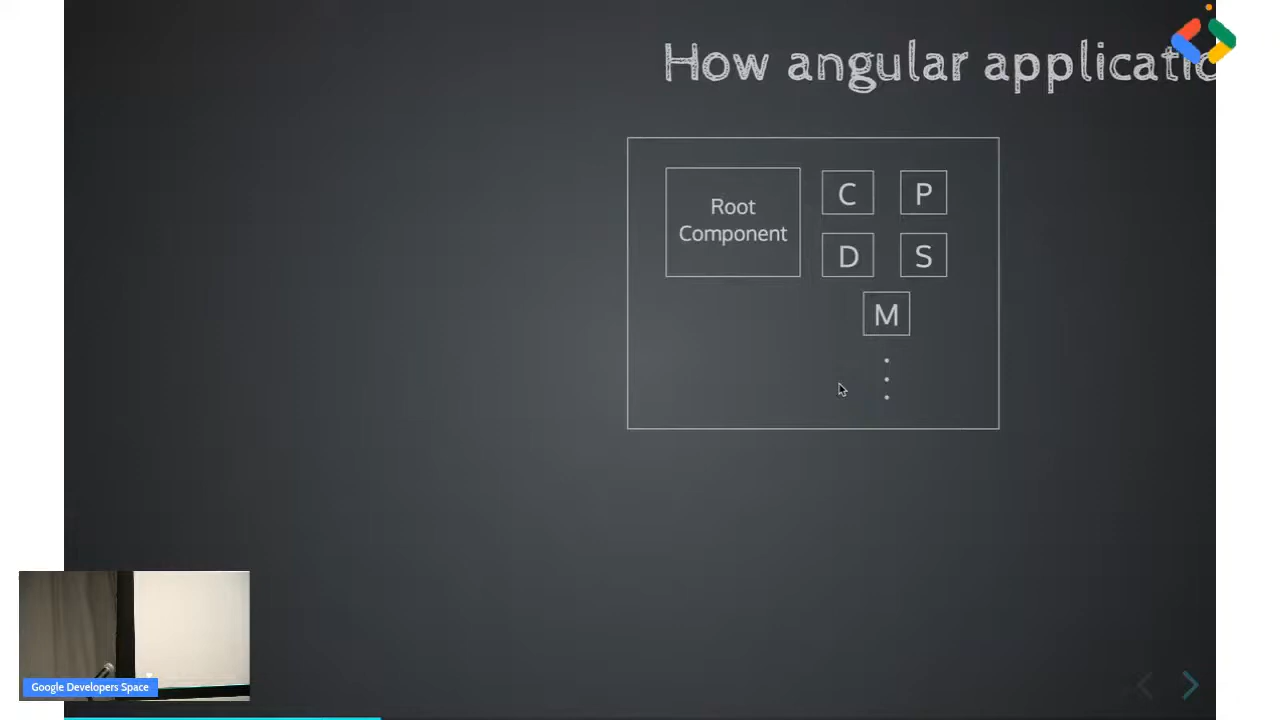 How angular applicatio
Root
Component
C
P
D
S
M
Google Developers Space